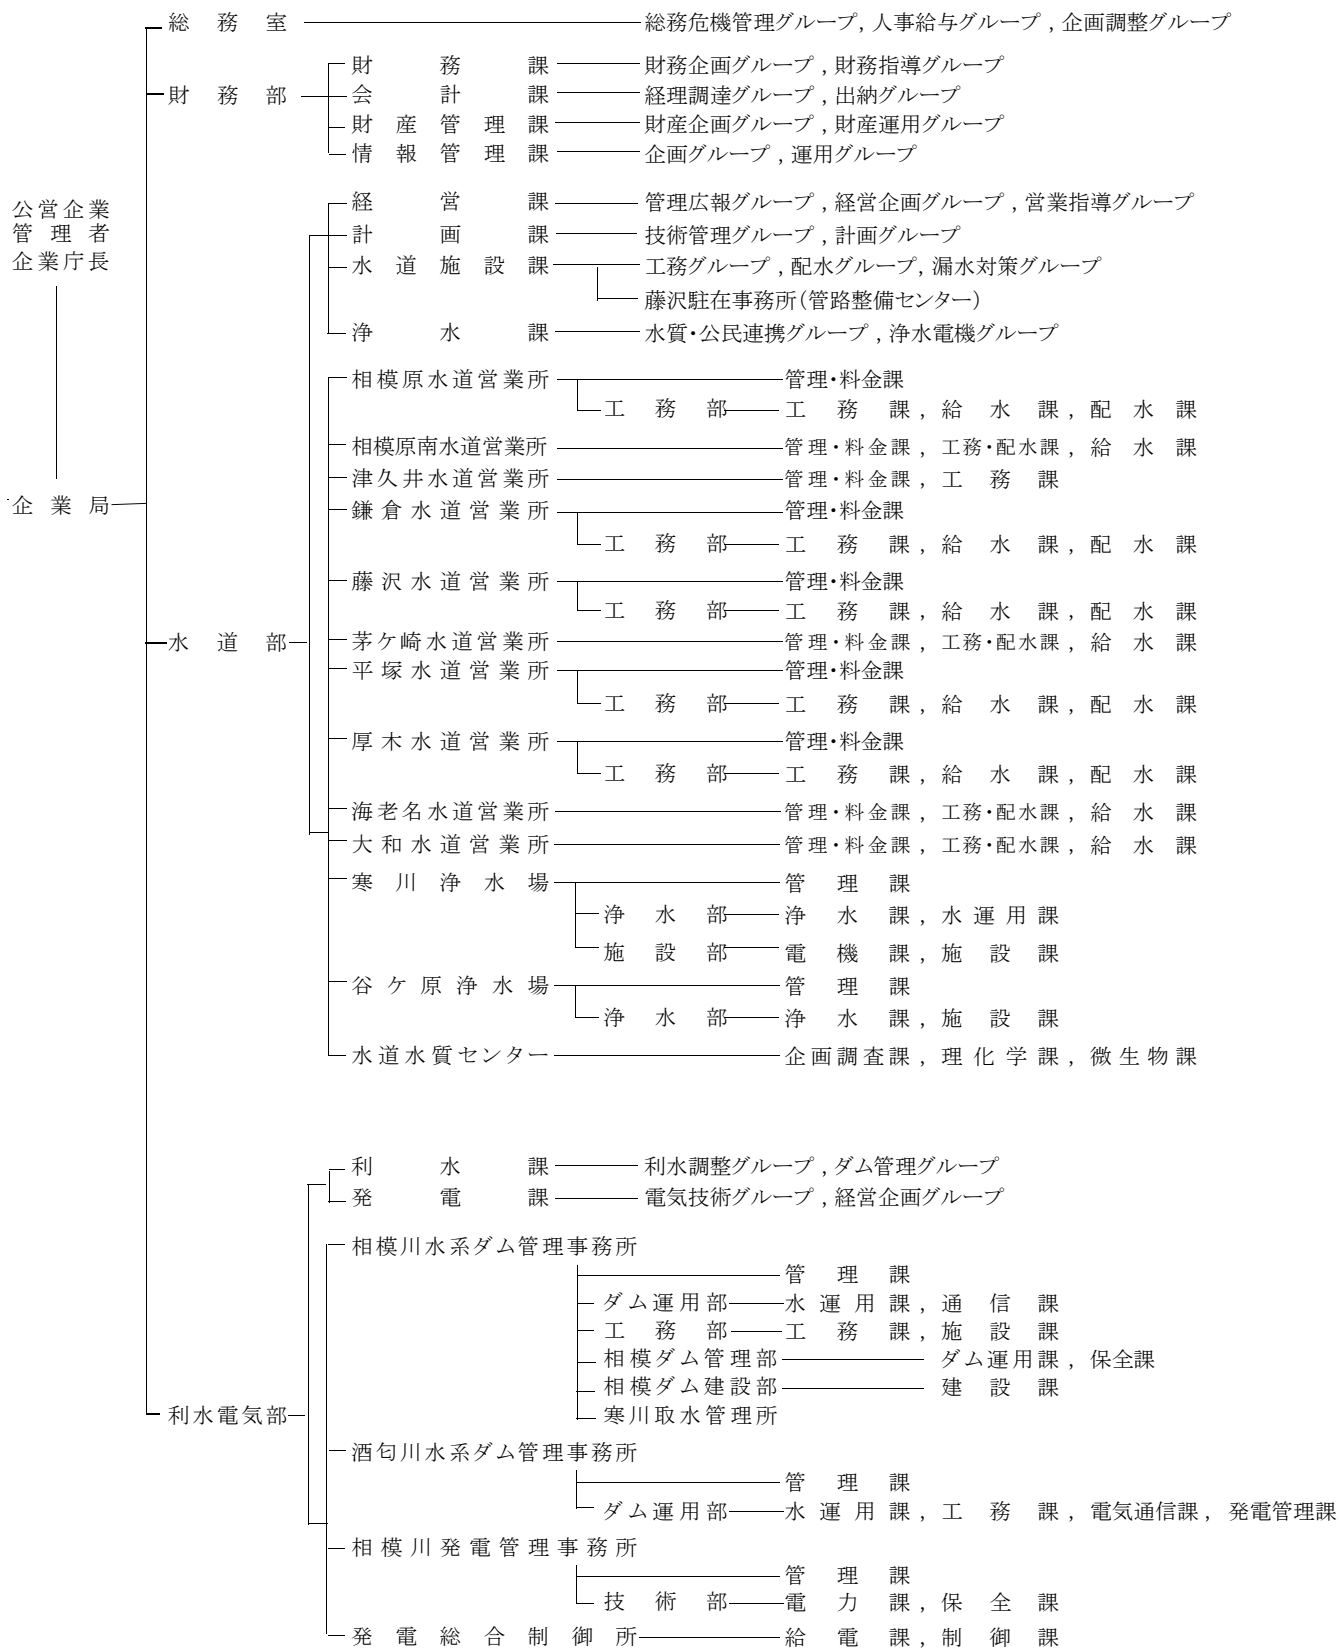 総務室 総務危機管理グループ, 人事給与グループ, 企画調整グループ
財務課 財務企画グループ, 財務指導グループ
財務部 会計課 経理調達グループ, 出納グループ
財産管理課 財産企画グループ, 財産運用グループ
情報管理課 企画グループ, 運用グループ
経営課 管理広報グループ, 経営企画グループ, 営業指導グループ
公営企業
管理者
企業庁長
計画課 技術管理グループ, 計画グループ
水道施設課 工務グループ, 配水グループ, 漏水対策グループ
藤沢駐在事務所(管路整備センター)
浄水課 水質・公民連携グループ, 浄水電機グループ
相模原水道営業所 管理・料金課
工務部 工務課, 給水課, 配水課
相模原南水道営業所 管理・料金課, 工務・配水課, 給水課
津久井水道営業所 管理・料金課, 工務課
企業局
鎌倉水道営業所 管理・料金課
工務部 工務課, 給水課, 配水課
藤沢水道営業所 管理・料金課
工務部 工務課, 給水課, 配水課
水道部 茅ケ崎水道営業所 管理・料金課, 工務・配水課, 給水課
平塚水道営業所 管理・料金課
工務部 工務課, 給水課, 配水課
厚木水道営業所 管理・料金課
工務部 工務課, 給水課, 配水課
海老名水道営業所 管理・料金課, 工務・配水課, 給水課
大和水道営業所 管理・料金課, 工務・配水課, 給水課
寒川浄水場 管理課
浄水部 浄水課, 水運用課
施設部 電機課, 施設課
谷ケ原浄水場 管理課
浄水部 浄水課, 施設課
水道水質センター 企画調査課, 理化学課, 微生物課
利水課 利水調整グループ, ダム管理グループ
発電課 電気技術グループ, 経営企画グループ
相模川水系ダム管理事務所
管理課
ダム運用部 水運用課, 通信課
工務部 工務課, 施設課
相模ダム管理部 ダム運用課, 保全課
相模ダム建設部 建設課
利水電気部 寒川取水管理所
酒匂川水系ダム管理事務所
管理課
ダム運用部 水運用課, 工務課, 電気通信課, 発電管理課
相模川発電管理事務所
管理課
技術部 電力課, 保全課
発電総合制御所 給電課, 制御課